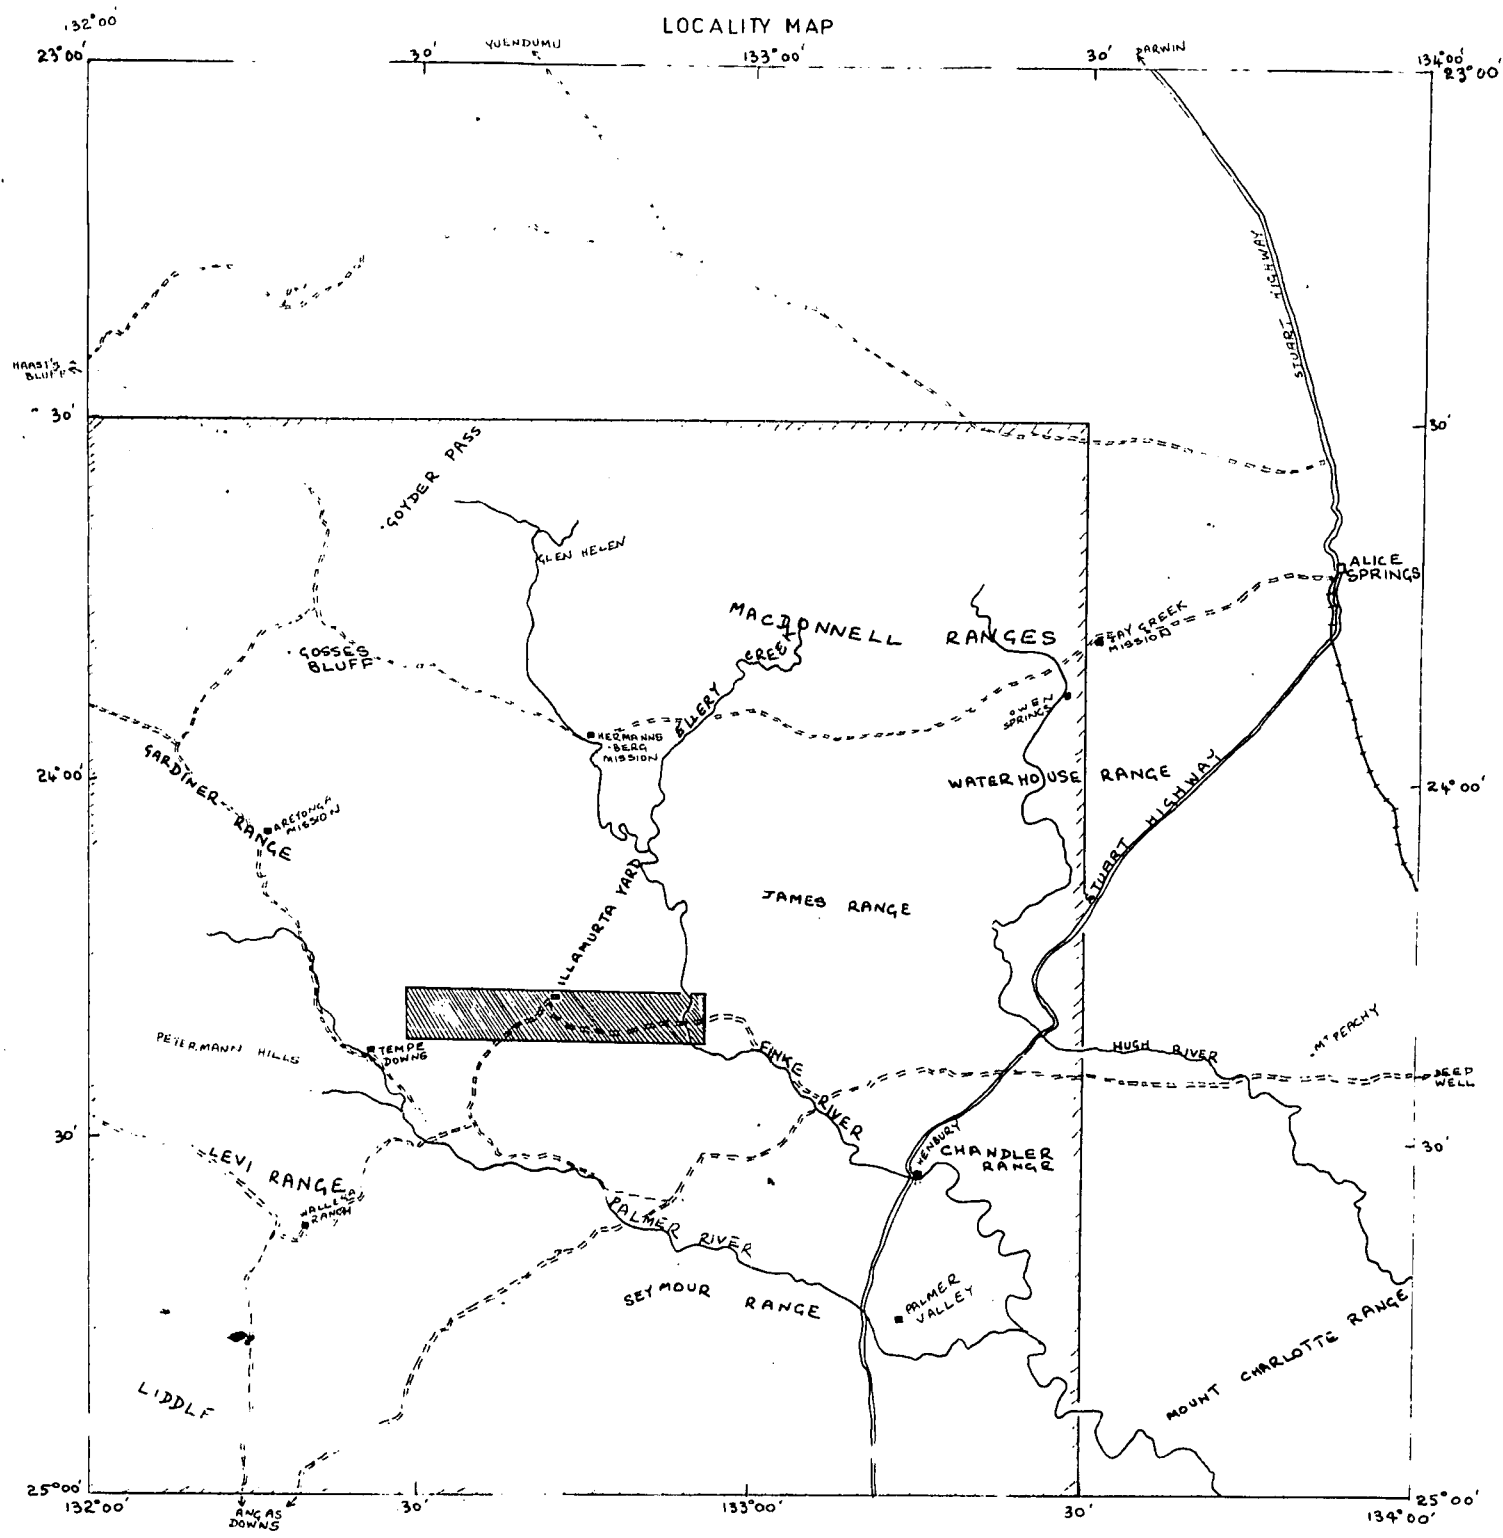 LOCALITY MAP
132°00'
23°00'
30'
YUENDUMU
133°00'
30'
DARWIN
134°00'
23°00'
STUART HIGHWAY
HAAST'S
BLUFF
30'
30'
GOYDER PASS
GLEN HELEN
ALICE
SPRINGS
MACDONNELL RANGES
JAY CREEK
MISSION
GOSSES
BLUFF
ELLERY CREEK
OWEN
SPRINGS
HERMANNS
-BERG
MISSION
GARDINER RANGE
24°00'
WATERHOUSE RANGE
24°00'
STUART HIGHWAY
AREYONGA
MISSION
ILLAMURTA YARD
JAMES RANGE
PETERMANN HILLS
TEMPE
DOWNS
FINKE RIVER
HUGH RIVER
MT PEACHY
DEEP
WELL
30'
HENBURY
CHANDLER
RANGE
30'
LEVI RANGE
RANCH
PALMER RIVER
SEYMOUR RANGE
PALMER
VALLEY
MOUNT CHARLOTTE RANGE
LIDDLE
25°00'
132°00'
30'
133°00'
30'
25°00'
134°00'
ANGAS
DOWNS